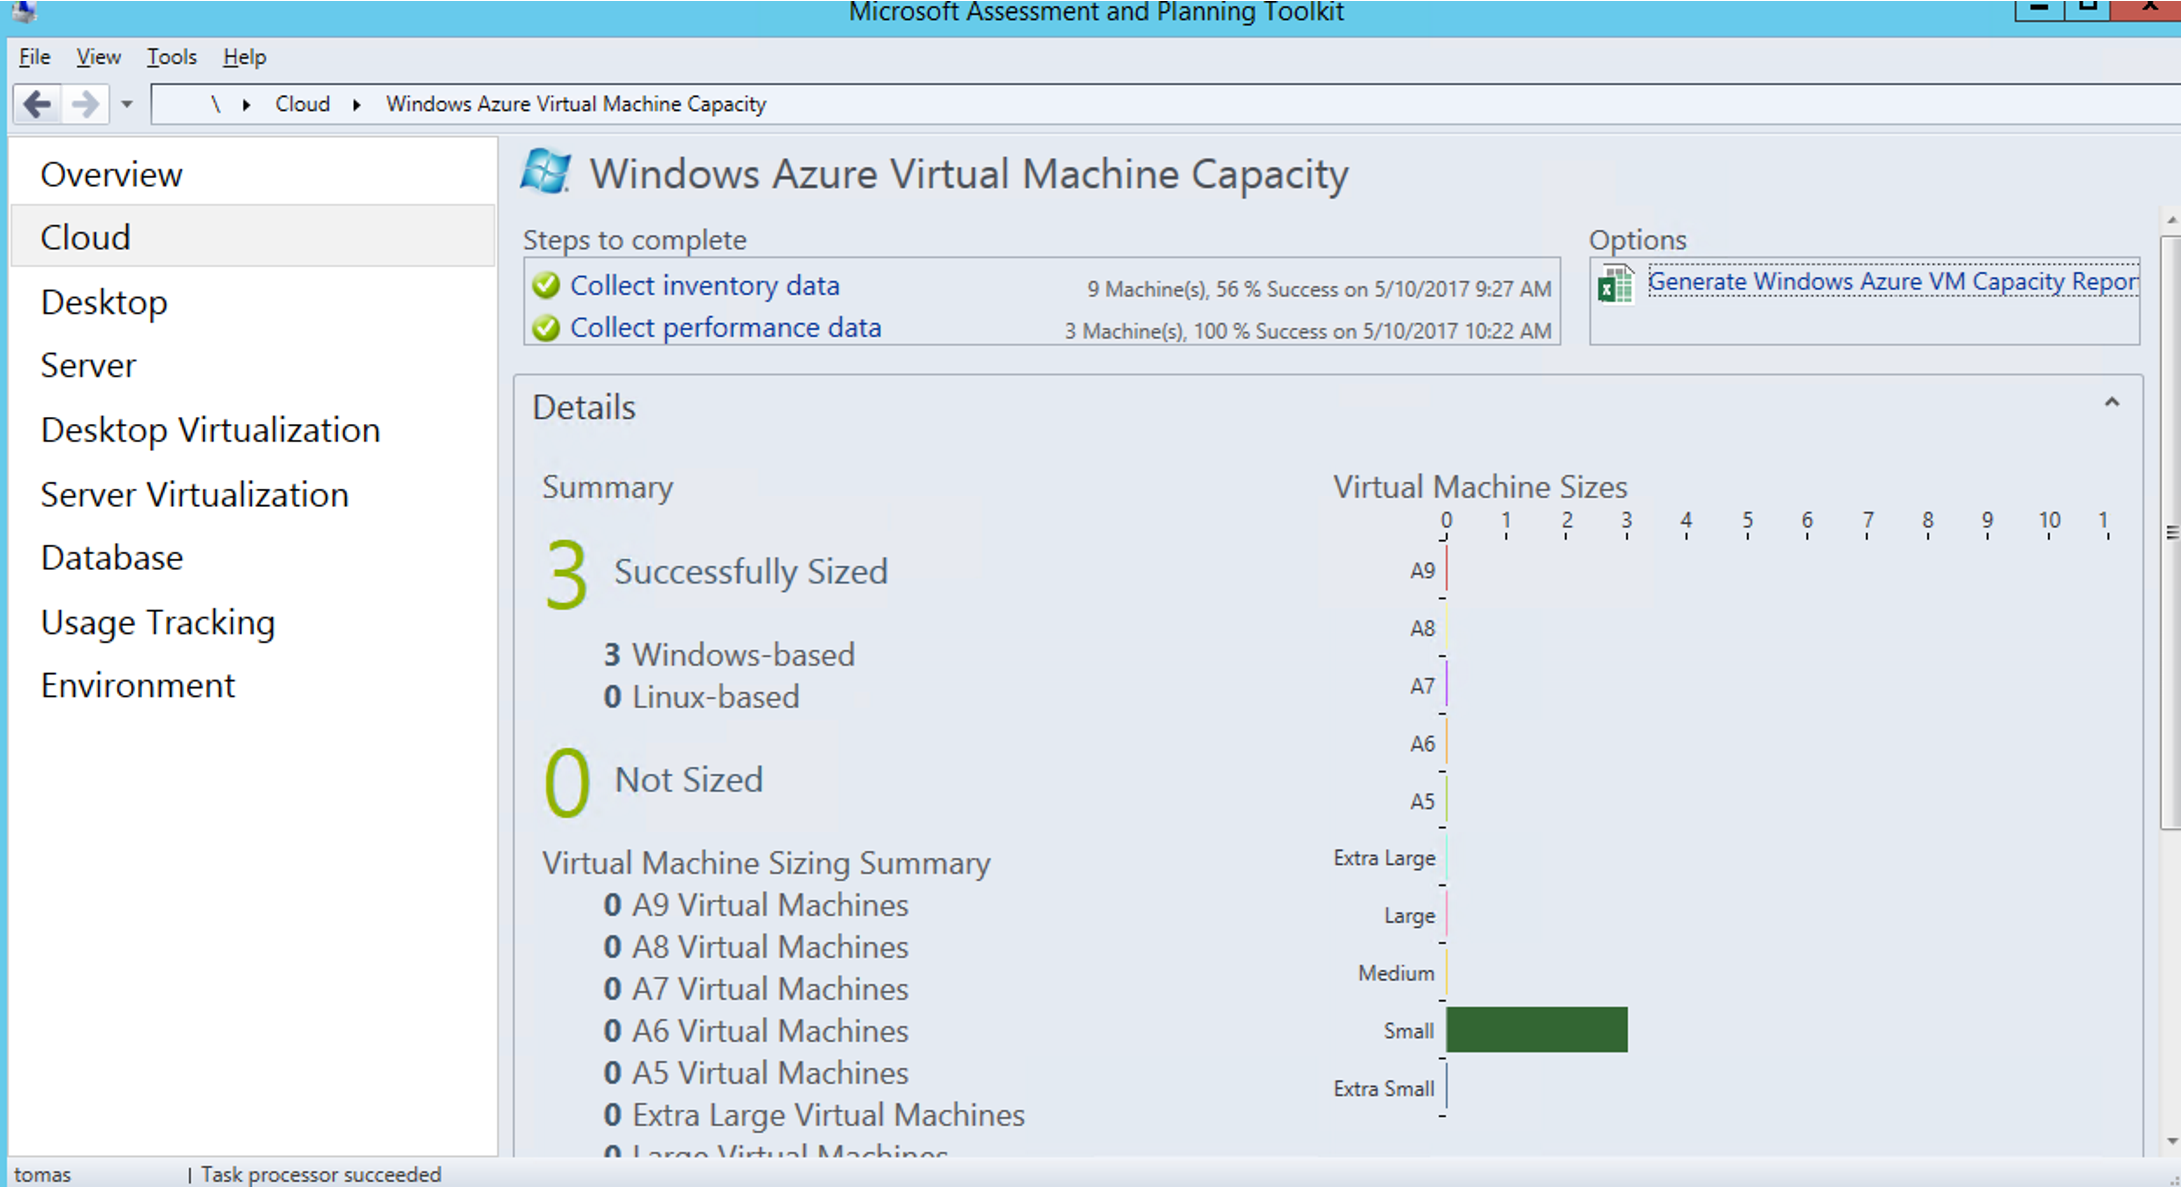 Microsoft Assessment and Planning Toolkit
File View Tools Help
\ Cloud Windows Azure Virtual Machine Capacity
Overview
Cloud
Desktop
Server
Desktop Virtualization
Server Virtualization
Database
Usage Tracking
Environment
Windows Azure Virtual Machine Capacity
Steps to complete
Collect inventory data 9 Machine(s), 56 % Success on 5/10/2017 9:27 AM
Collect performance data 3 Machine(s), 100 % Success on 5/10/2017 10:22 AM
Options
Generate Windows Azure VM Capacity Repor
Details
Summary
3 Successfully Sized
3 Windows-based
0 Linux-based
0 Not Sized
Virtual Machine Sizing Summary
0 A9 Virtual Machines
0 A8 Virtual Machines
0 A7 Virtual Machines
0 A6 Virtual Machines
0 A5 Virtual Machines
0 Extra Large Virtual Machines
0 Large Virtual Machines
Virtual Machine Sizes
0 1 2 3 4 5 6 7 8 9 10 1
A9
A8
A7
A6
A5
Extra Large
Large
Medium
Small
Extra Small
tomas | Task processor succeeded